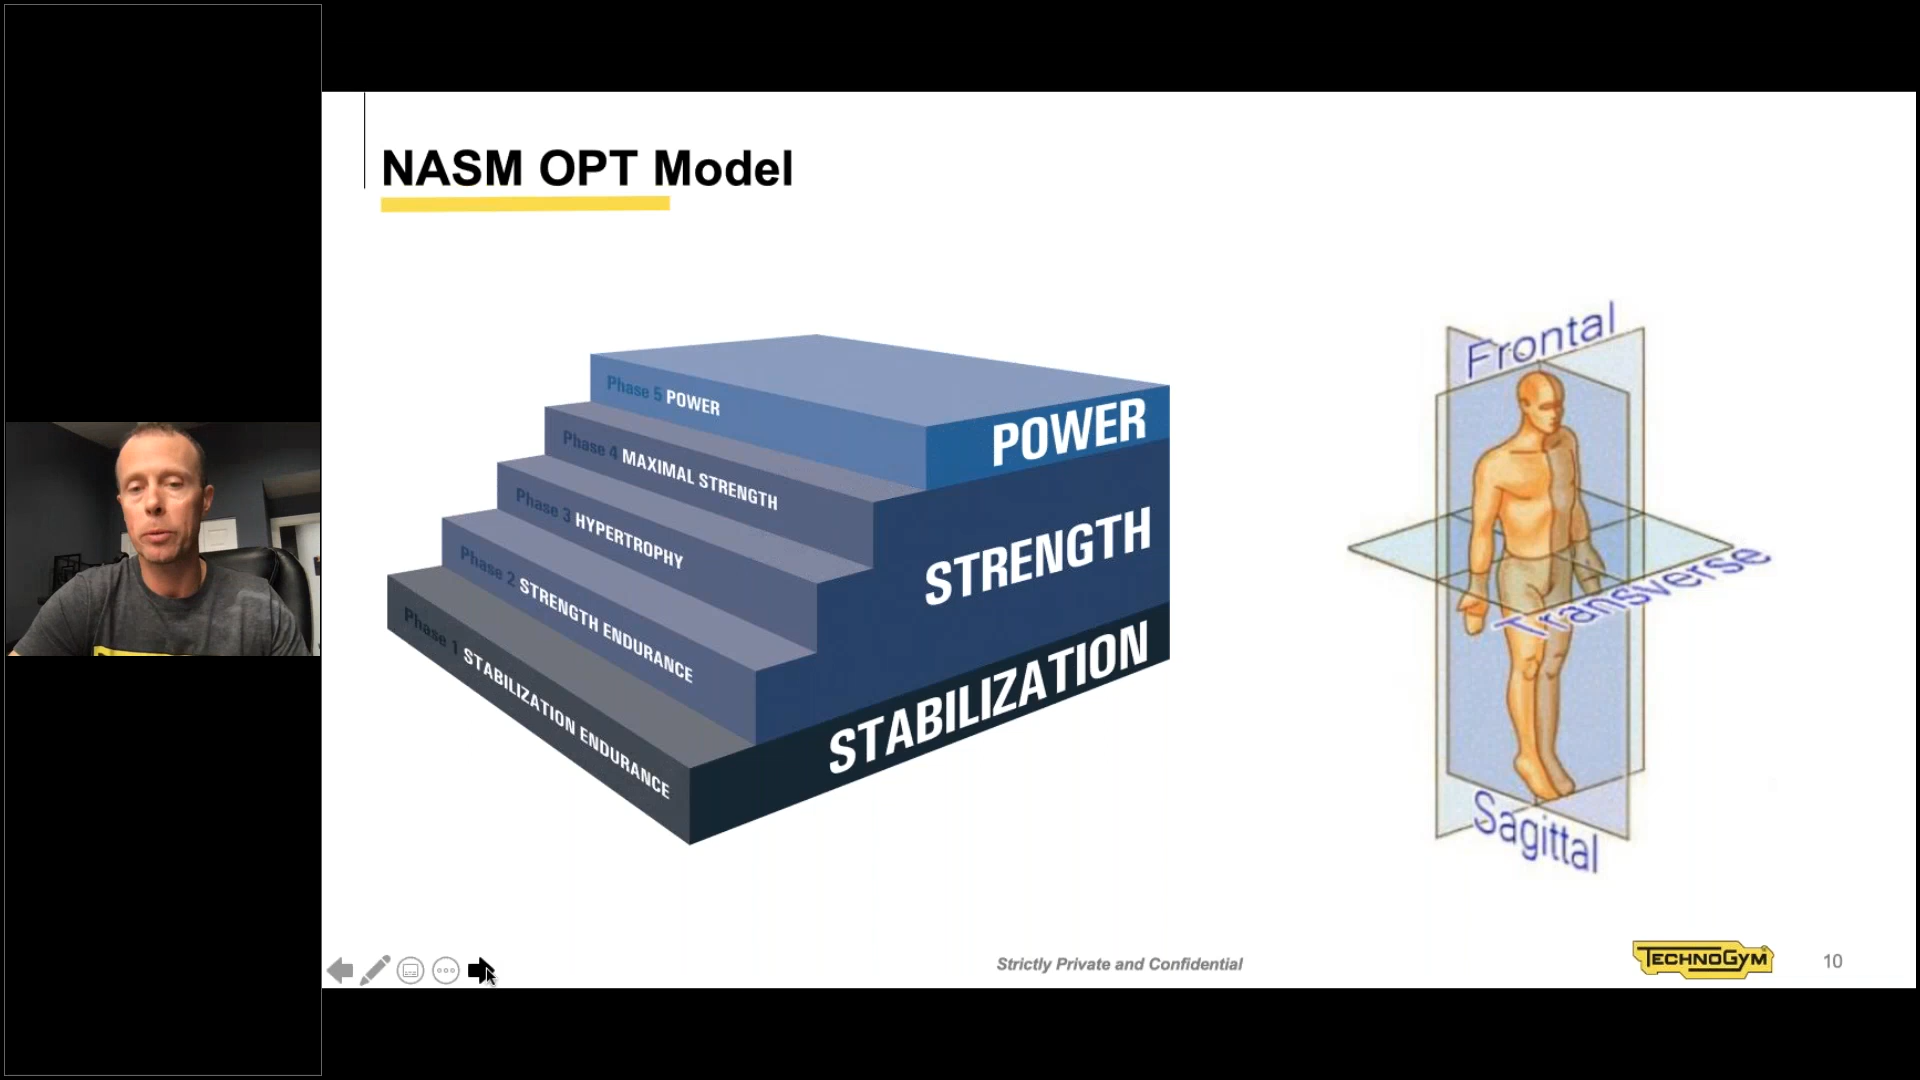 NASM OPT Model
Phase 5 POWER
Phase 4 MAXIMAL STRENGTH
Phase 3 HYPERTROPHY
Phase 2 STRENGTH ENDURANCE
Phase 1 STABILIZATION ENDURANCE
POWER
STRENGTH
STABILIZATION
Frontal
Transverse
Sagittal
Strictly Private and Confidential
TECHNOGYM
10